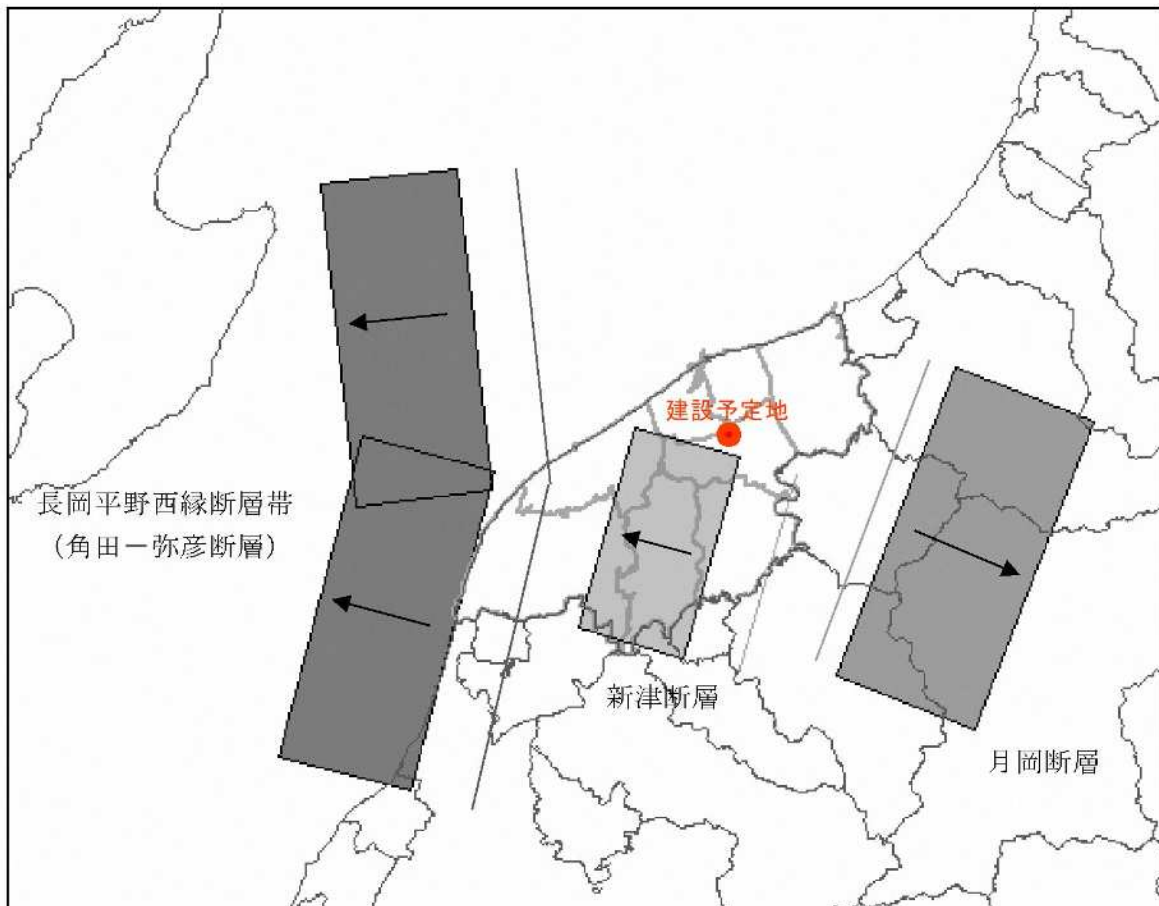 建設予定地
長岡平野西縁断層帯
（角田－弥彦断層）
新津断層
月岡断層